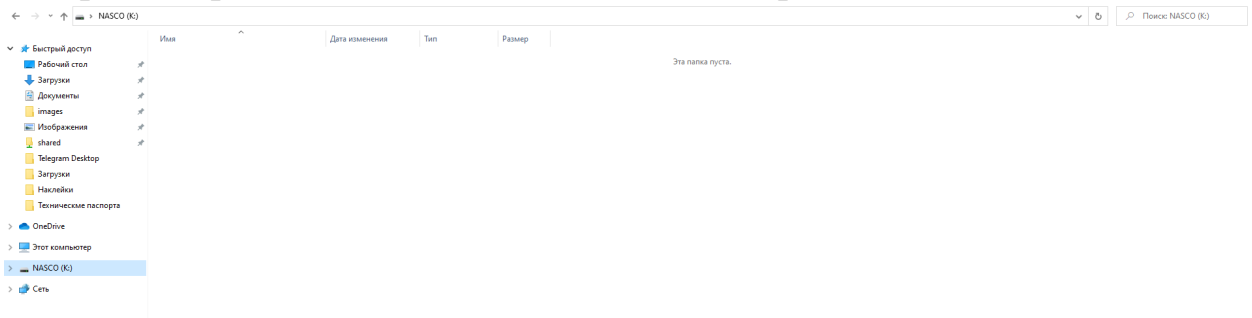 NASCO (K:)
Поиск: NASCO (K:)
Имя Дата изменения Тип Размер
Эта папка пуста.
Быстрый доступ
Рабочий стол
Загрузки
Документы
images
Изображения
shared
Telegram Desktop
Загрузки
Наклейки
Техническме паспорта
OneDrive
Этот компьютер
NASCO (K:)
Сеть